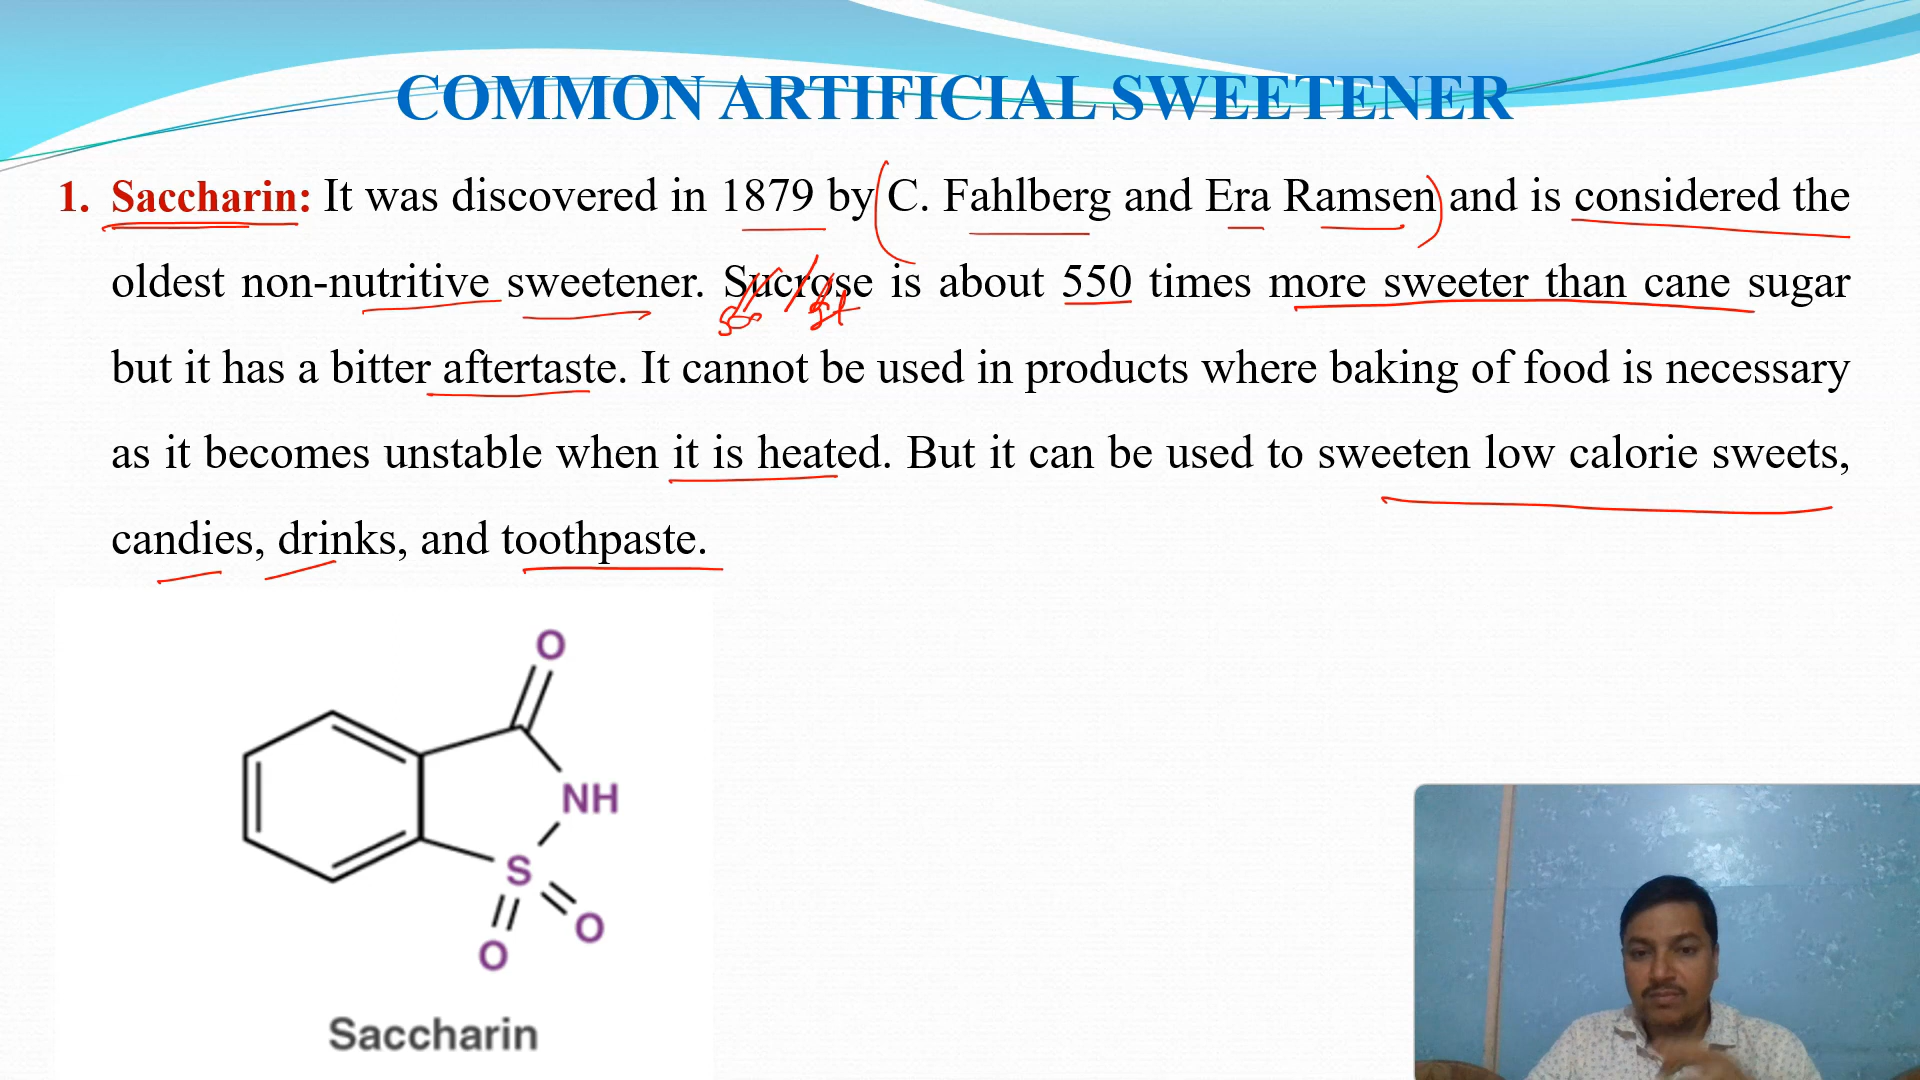 COMMON ARTIFICIAL SWEETENER
1. Saccharin: It was discovered in 1879 by C. Fahlberg and Era Ramsen and is considered the
oldest non-nutritive sweetener. Sucrose is about 550 times more sweeter than cane sugar
but it has a bitter aftertaste. It cannot be used in products where baking of food is necessary
as it becomes unstable when it is heated. But it can be used to sweeten low calorie sweets,
candies, drinks, and toothpaste.
O
NH
S
O
O
Saccharin